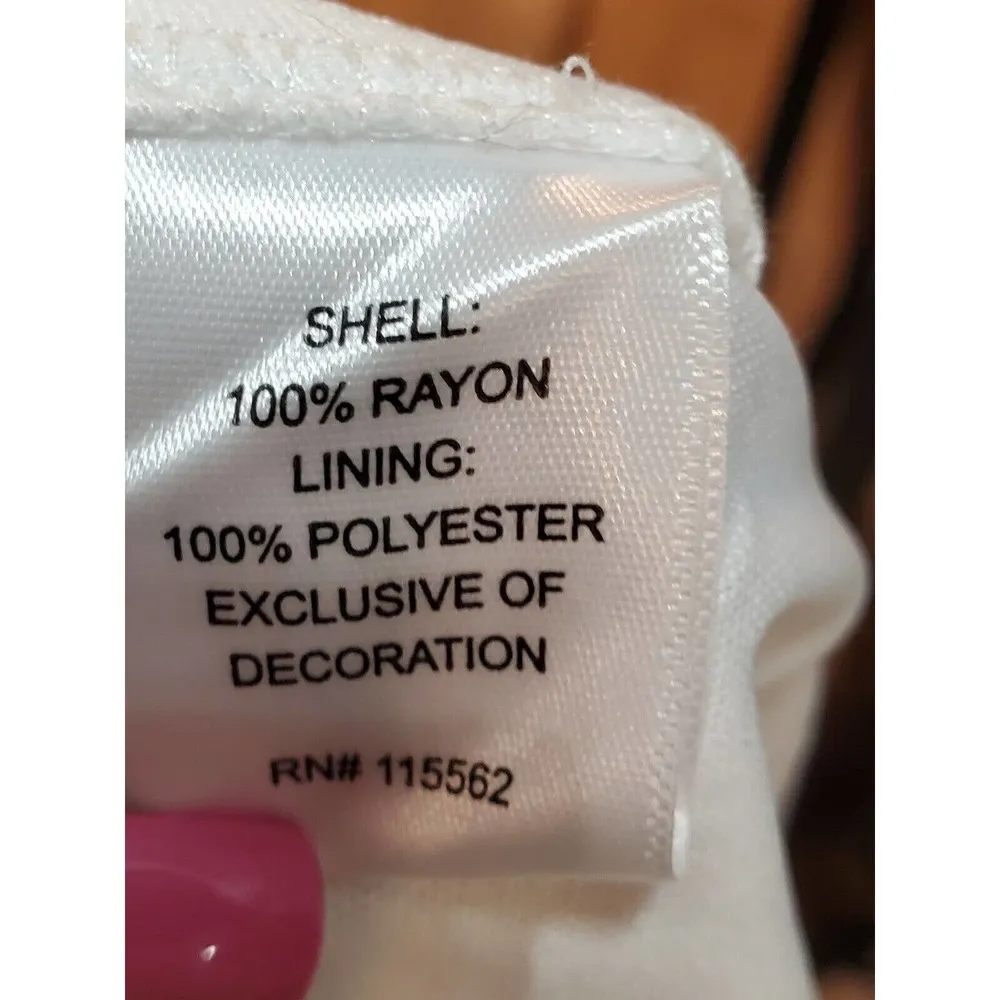 SHELL:
100% RAYON
LINING:
100% POLYESTER
EXCLUSIVE OF
DECORATION
RN# 115562